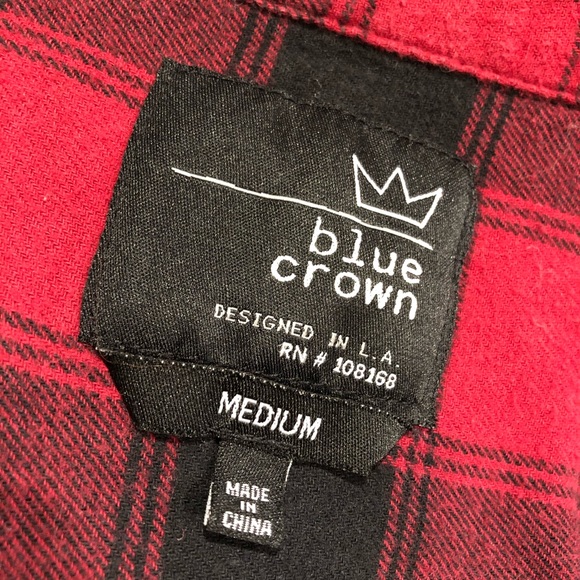 blue
crown
DESIGNED IN L.A.
RN # 108168
MEDIUM
MADE
IN
CHINA